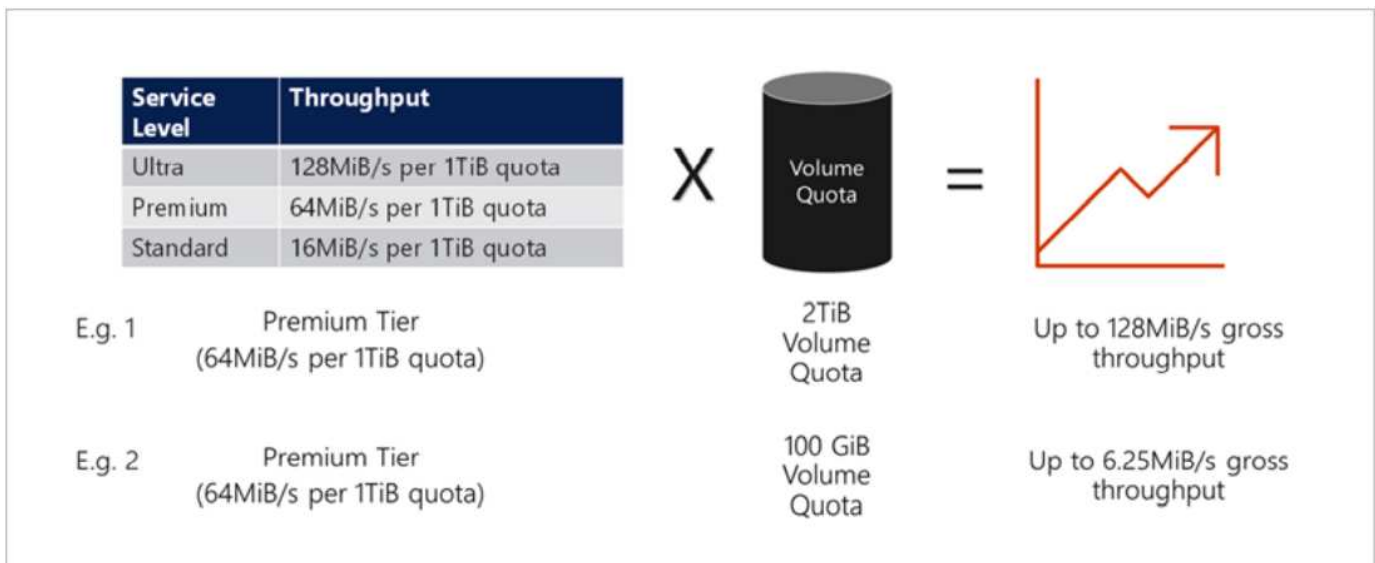 Service Level
Throughput
Ultra
128MiB/s per 1TiB quota
Premium
64MiB/s per 1TiB quota
Standard
16MiB/s per 1TiB quota
X
Volume
Quota
=
E.g. 1
Premium Tier
(64MiB/s per 1TiB quota)
2TiB
Volume
Quota
Up to 128MiB/s gross
throughput
E.g. 2
Premium Tier
(64MiB/s per 1TiB quota)
100 GiB
Volume
Quota
Up to 6.25MiB/s gross
throughput